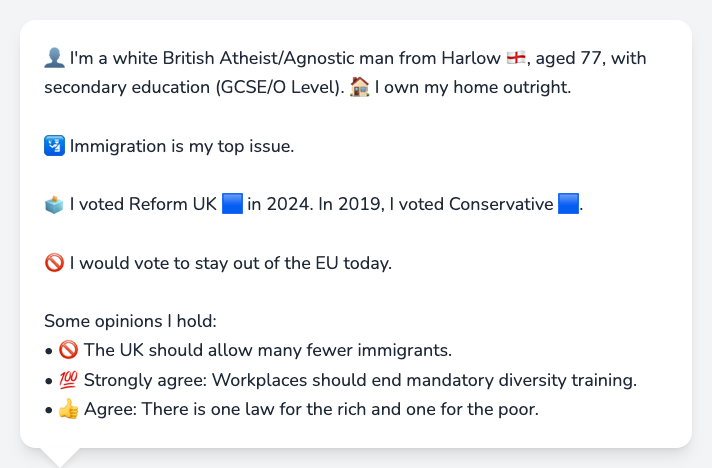 👤 I'm a white British Atheist/Agnostic man from Harlow 🏴󠁧󠁢󠁥󠁮󠁧󠁿, aged 77, with
secondary education (GCSE/O Level). 🏠 I own my home outright.
🛂 Immigration is my top issue.
🗳️ I voted Reform UK 🟦 in 2024. In 2019, I voted Conservative 🟦.
🚫 I would vote to stay out of the EU today.
Some opinions I hold:
• 🚫 The UK should allow many fewer immigrants.
• 💯 Strongly agree: Workplaces should end mandatory diversity training.
• 👍 Agree: There is one law for the rich and one for the poor.